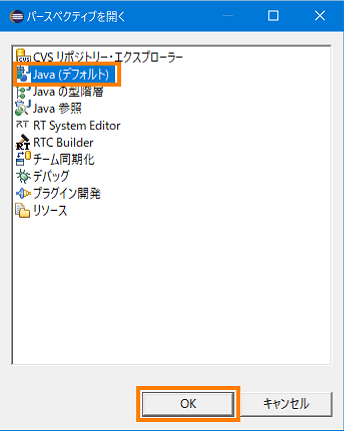 パースペクティブを開く
CVS リポジトリー・エクスプローラー
Java (デフォルト)
Java の型階層
Java 参照
RT System Editor
RTC Builder
チーム同期化
デバッグ
プラグイン開発
リソース
OK
キャンセル